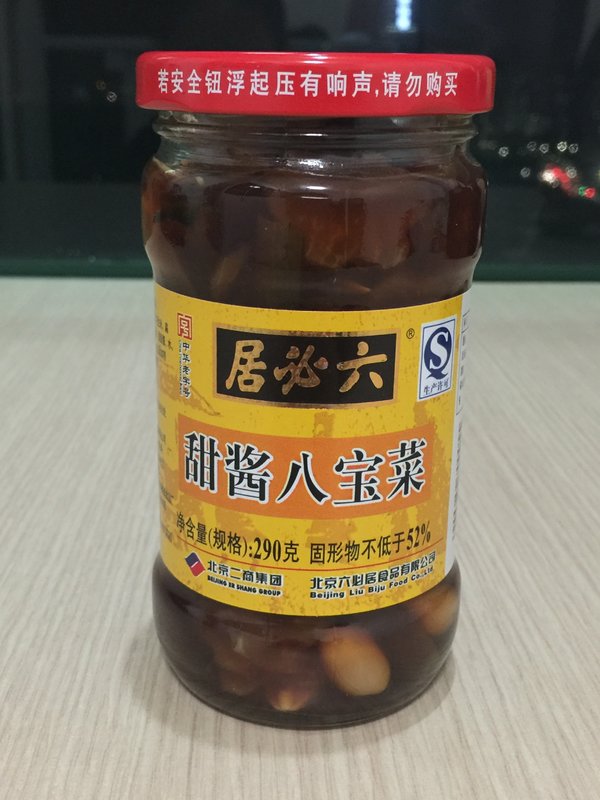 若安全钮浮起压有响声,请勿购买
中华老字号
居必六
®
S
生产许可
甜酱八宝菜
净含量(规格):290克 固形物不低于52%
北京二商集团
BEIJING ER SHANG GROUP
北京六必居食品有限公司
Beijing Liu Biju Food Co.,Ltd